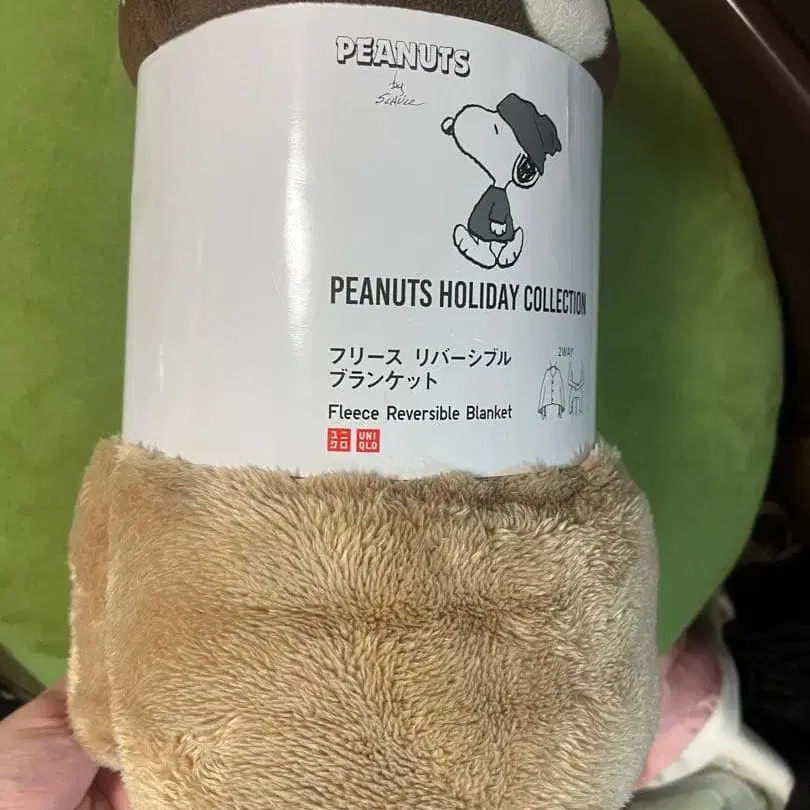 PEANUTS
by
SCHULZ
PEANUTS HOLIDAY COLLECTION
フリース リバーシブル
ブランケット
2WAY
Fleece Reversible Blanket
ユニ
クロ
UNI
QLO